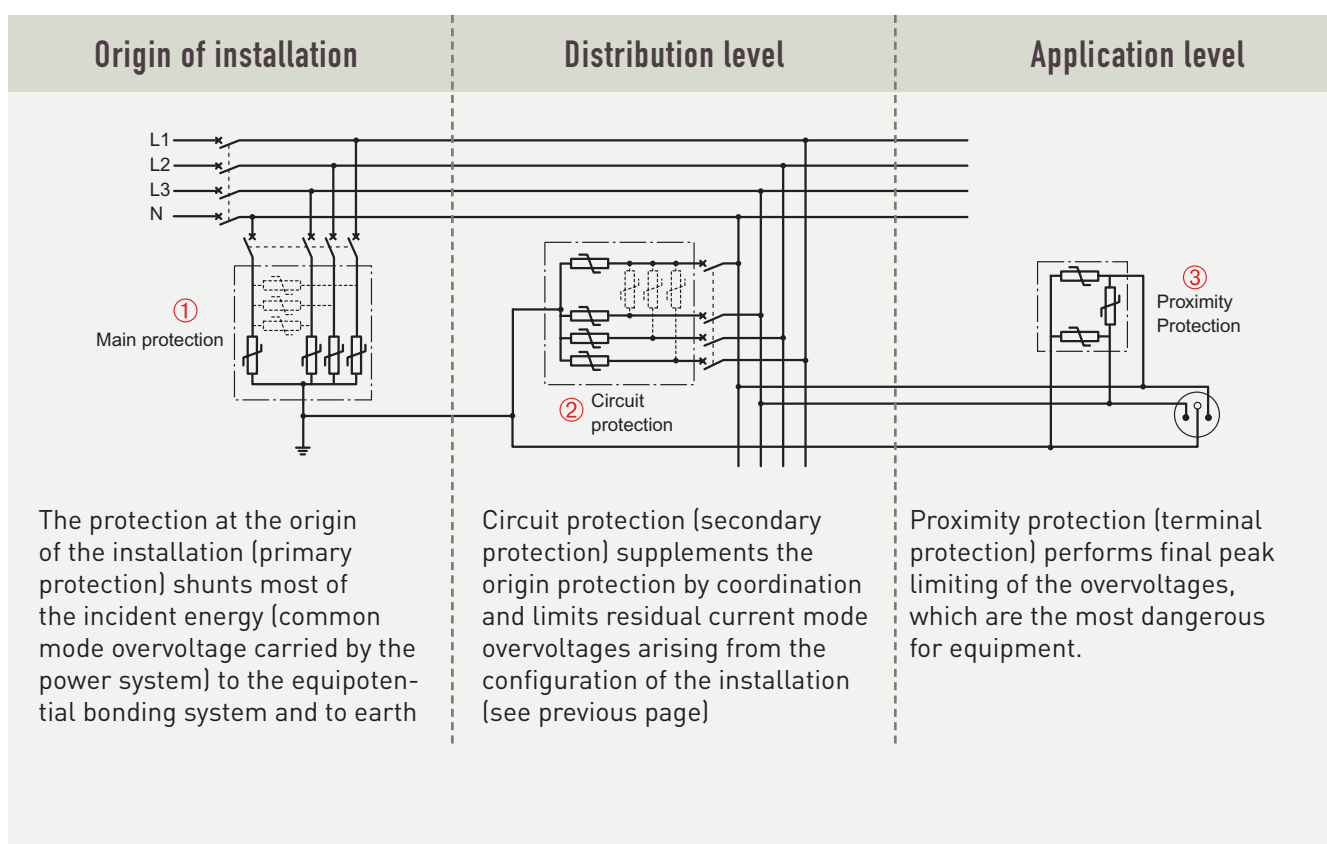 Origin of installation
Distribution level
Application level
L1
L2
L3
N
①
Main protection
② Circuit
protection
③
Proximity
Protection
The protection at the origin
of the installation (primary
protection) shunts most of
the incident energy (common
mode overvoltage carried by the
power system) to the equipoten-
tial bonding system and to earth
Circuit protection (secondary
protection) supplements the
origin protection by coordination
and limits residual current mode
overvoltages arising from the
configuration of the installation
(see previous page)
Proximity protection (terminal
protection) performs final peak
limiting of the overvoltages,
which are the most dangerous
for equipment.